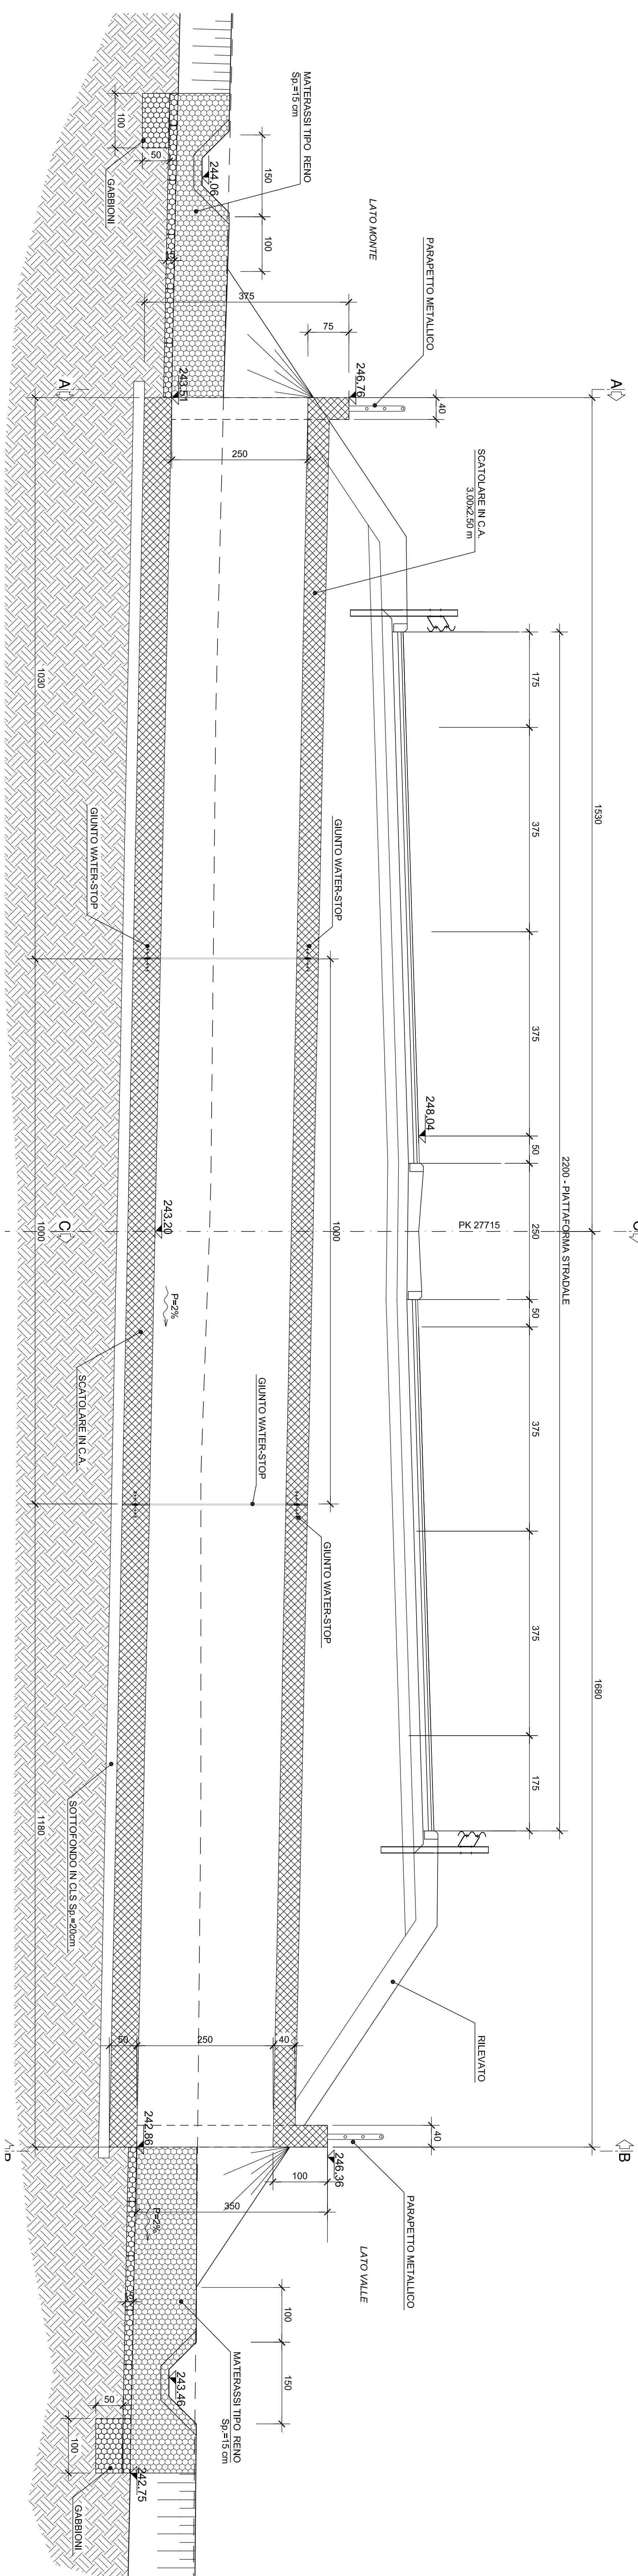 MATERASSI TIPO RENO
Sp.=15 cm
100
50
GABBIONI
244.06
150
100
LATO MONTE
PARAPETTO METALLICO
375
75
246.76
40
A
A
243.51
250
SCATOLARE IN C.A.
3.00x2.50 m
1530
175
375
375
50
250
50
375
375
175
2200 - PIATTAFORMA STRADALE
1030
GIUNTO WATER-STOP
GIUNTO WATER-STOP
248.04
PK 27715
1000
243.20
C
C
1000
P=2%
SCATOLARE IN C.A.
GIUNTO WATER-STOP
GIUNTO WATER-STOP
1680
1180
SOTTOFONDO IN CLS Sp.=20cm
RILEVATO
50
250
40
40
242.86
246.36
B
B
100
350
PARAPETTO METALLICO
LATO VALLE
P=2%
100
150
MATERASSI TIPO RENO
Sp.=15 cm
243.46
50
100
242.75
GABBIONI